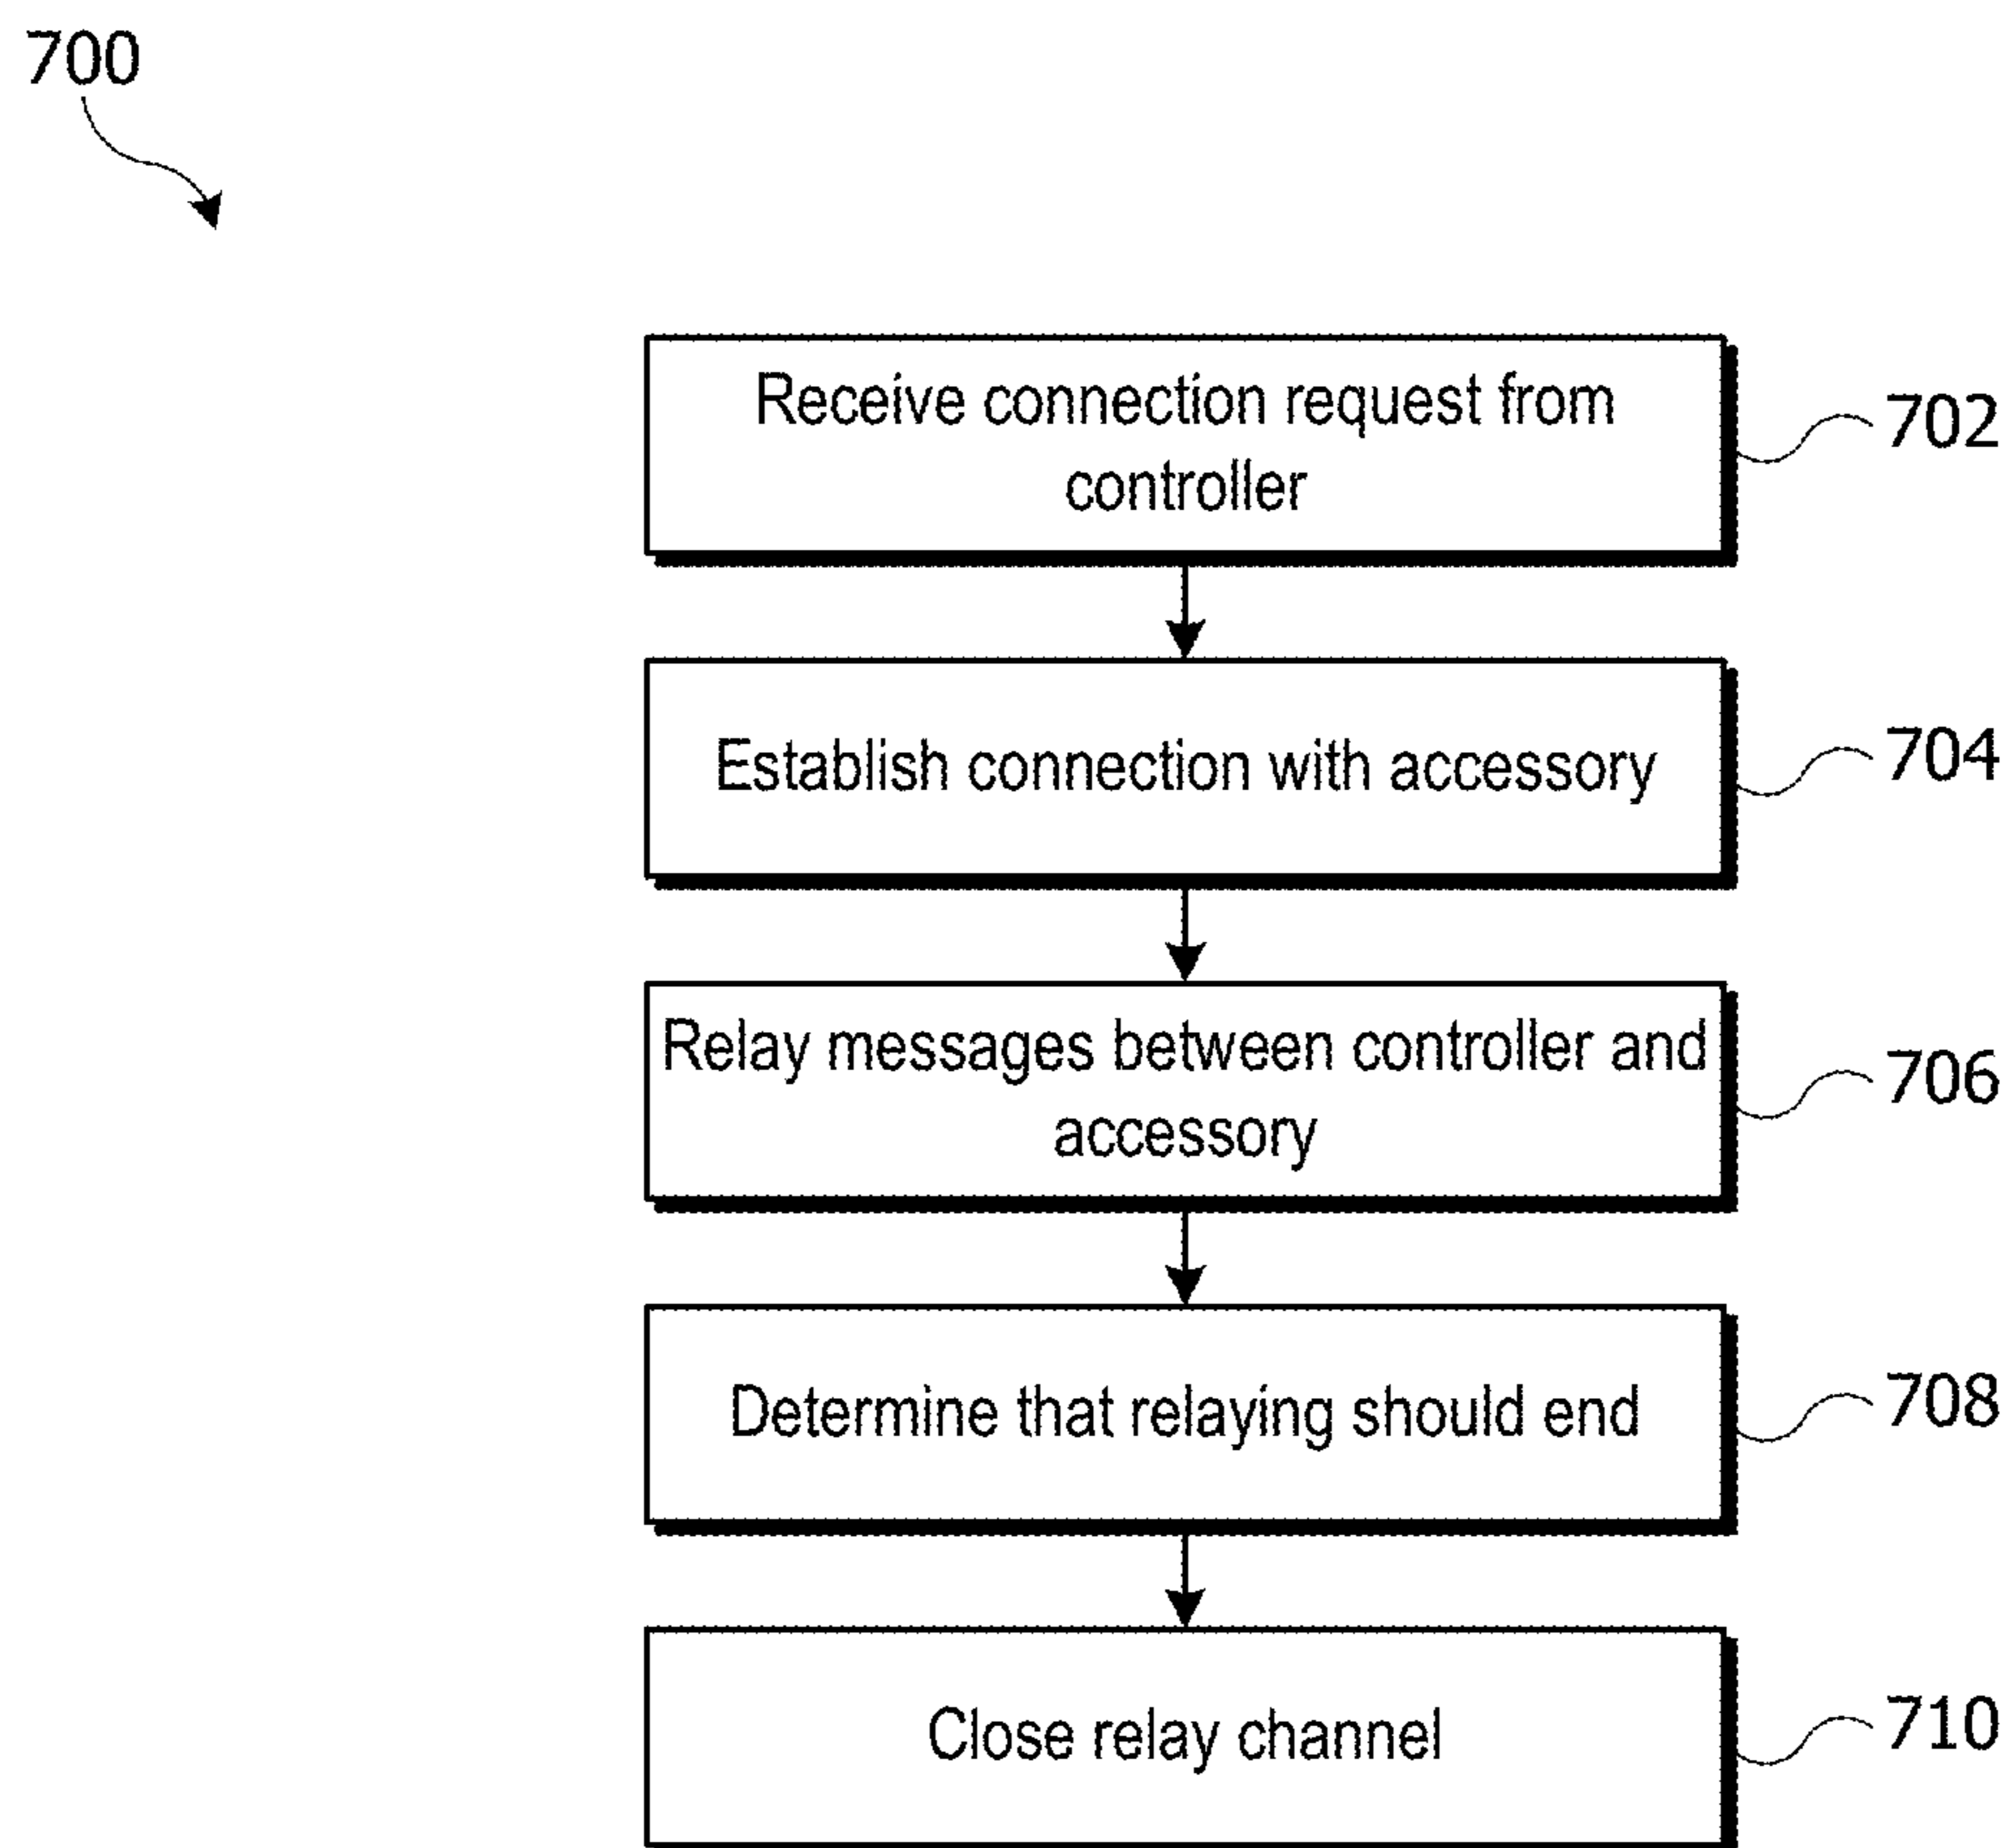 700
Receive connection request from
controller
702
Establish connection with accessory
704
Relay messages between controller and
accessory
706
Determine that relaying should end
708
Close relay channel
710